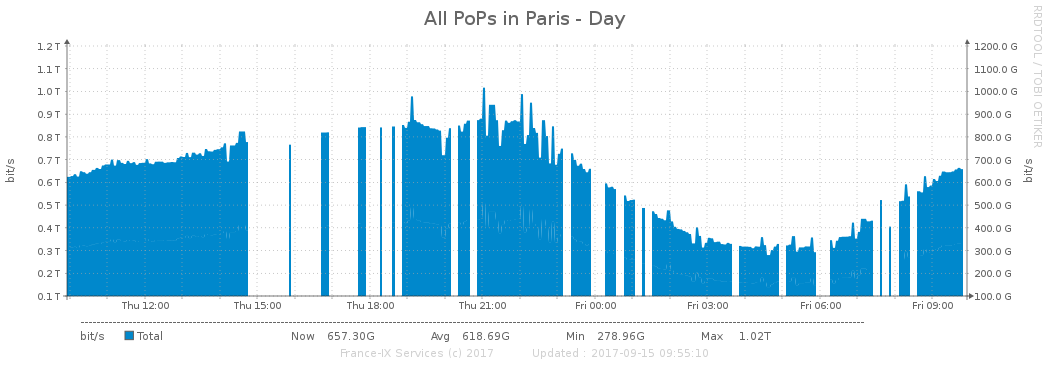 All PoPs in Paris - Day
RRDTOOL / TOBI OETIKER
bit/s
1.2 T
1.1 T
1.0 T
0.9 T
0.8 T
0.7 T
0.6 T
0.5 T
0.4 T
0.3 T
0.2 T
0.1 T
1200.0 G
1100.0 G
1000.0 G
900.0 G
800.0 G
700.0 G
600.0 G
500.0 G
400.0 G
300.0 G
200.0 G
100.0 G
bit/s
Thu 12:00 Thu 15:00 Thu 18:00 Thu 21:00 Fri 00:00 Fri 03:00 Fri 06:00 Fri 09:00
bit/s Total Now 657.30G Avg 618.69G Min 278.96G Max 1.02T
France-IX Services (c) 2017 Updated : 2017-09-15 09:55:10